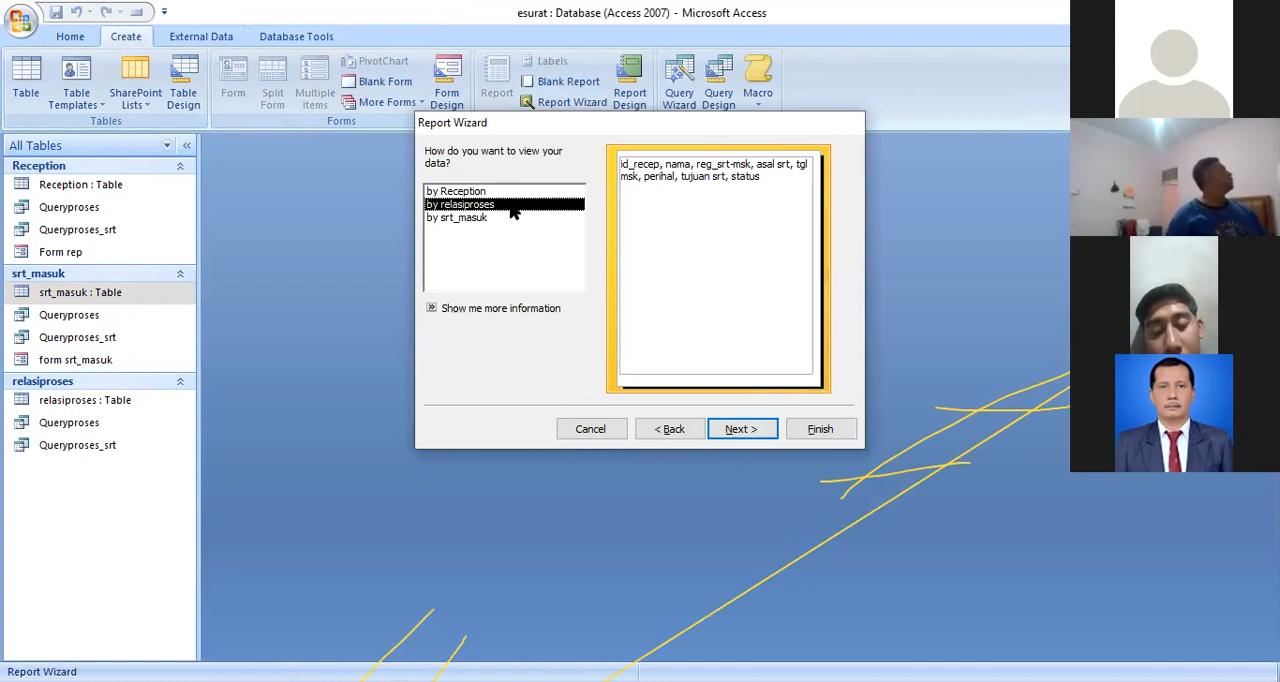 esurat : Database (Access 2007) - Microsoft Access
Home Create External Data Database Tools
Table
Table Templates
SharePoint Lists
Table Design
Tables
Form
Split Form
Multiple Items
PivotChart
Blank Form
More Forms
Form Design
Forms
Report
Labels
Blank Report
Report Wizard
Report Design
Query Wizard
Query Design
Macro
All Tables
Reception
Reception : Table
Queryproses
Queryproses_srt
Form rep
srt_masuk
srt_masuk : Table
Queryproses
Queryproses_srt
form srt_masuk
relasiproses
relasiproses : Table
Queryproses
Queryproses_srt
Report Wizard
How do you want to view your
data?
by Reception
by relasiproses
by srt_masuk
Show me more information
id_recep, nama, reg_srt-msk, asal srt, tgl
msk, perihal, tujuan srt, status
Cancel
< Back
Next >
Finish
Report Wizard